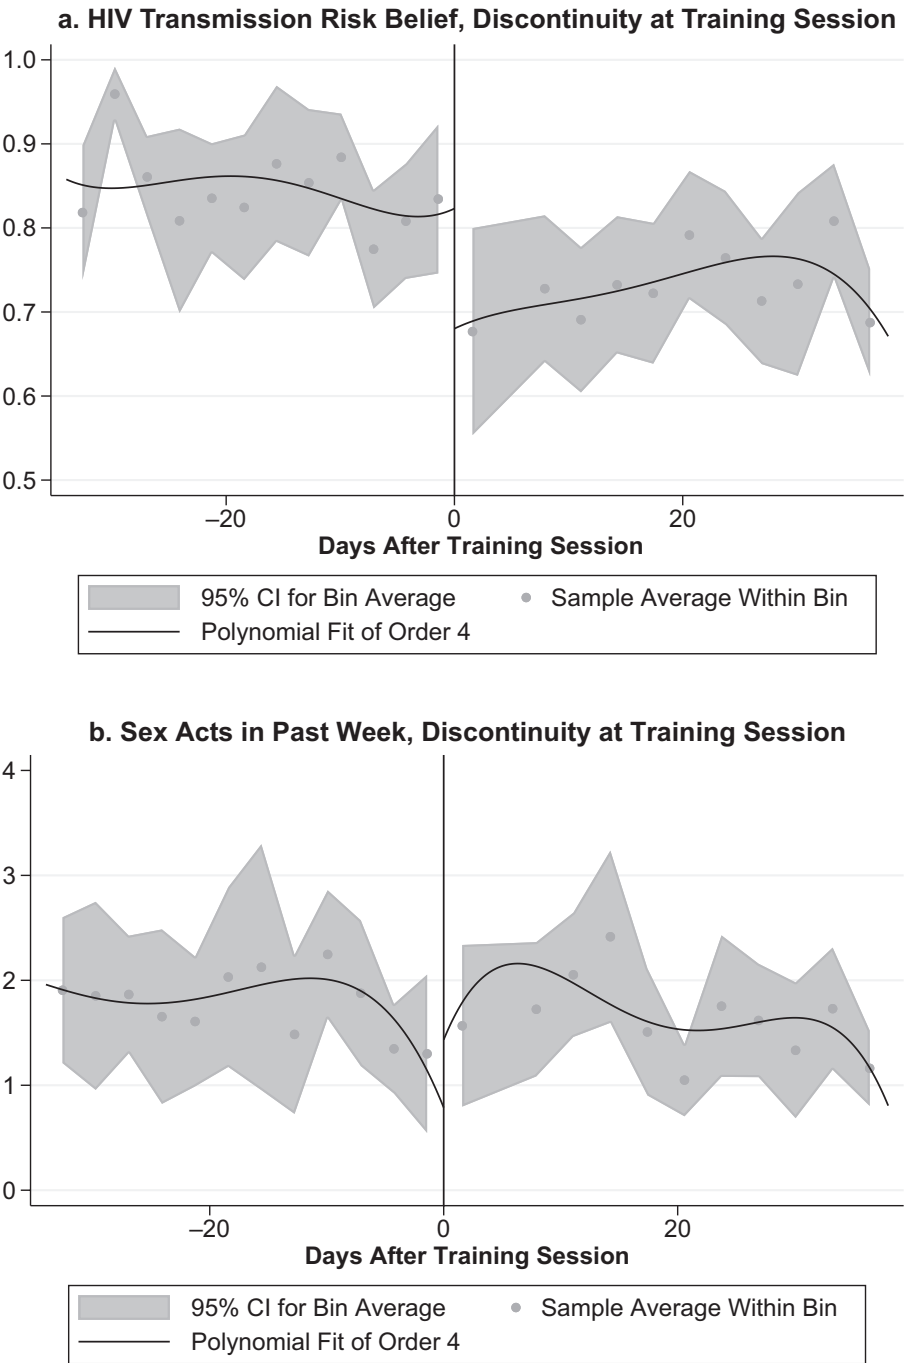 a. HIV Transmission Risk Belief, Discontinuity at Training Session
1.0
0.9
0.8
0.7
0.6
0.5
–20 0 20
Days After Training Session
95% CI for Bin Average Sample Average Within Bin
Polynomial Fit of Order 4
b. Sex Acts in Past Week, Discontinuity at Training Session
4
3
2
1
0
–20 0 20
Days After Training Session
95% CI for Bin Average Sample Average Within Bin
Polynomial Fit of Order 4